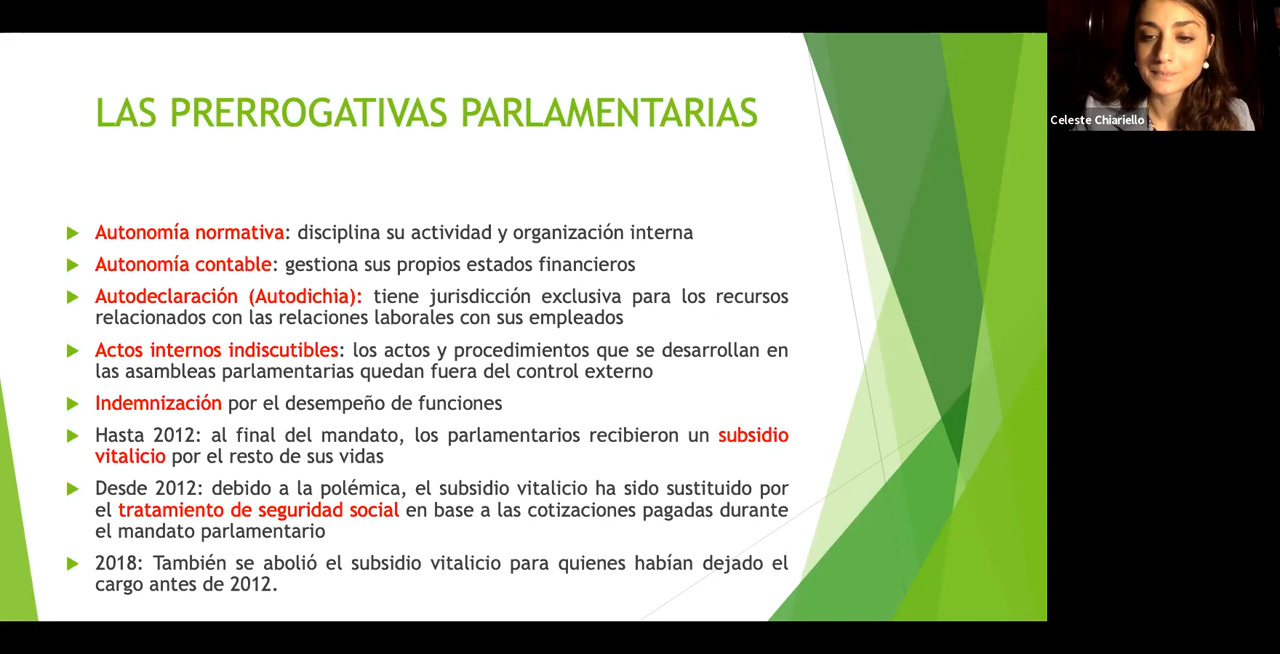 LAS PRERROGATIVAS PARLAMENTARIAS
Celeste Chiariello
Autonomía normativa: disciplina su actividad y organización interna
Autonomía contable: gestiona sus propios estados financieros
Autodeclaración (Autodichia): tiene jurisdicción exclusiva para los recursos
relacionados con las relaciones laborales con sus empleados
Actos internos indiscutibles: los actos y procedimientos que se desarrollan en
las asambleas parlamentarias quedan fuera del control externo
Indemnización por el desempeño de funciones
Hasta 2012: al final del mandato, los parlamentarios recibieron un subsidio
vitalicio por el resto de sus vidas
Desde 2012: debido a la polémica, el subsidio vitalicio ha sido sustituido por
el tratamiento de seguridad social en base a las cotizaciones pagadas durante
el mandato parlamentario
2018: También se abolió el subsidio vitalicio para quienes habían dejado el
cargo antes de 2012.